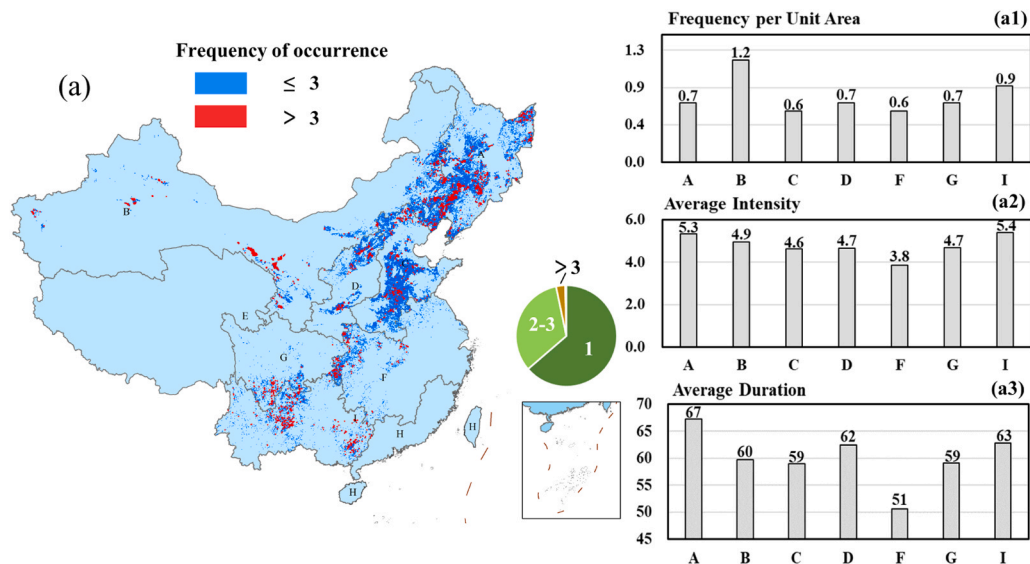 (a)
Frequency of occurrence
≤ 3
> 3
A
B
D
E
G
F
I
H
H
H
> 3
2-3
1
Frequency per Unit Area
(a1)
1.3
0.9
0.4
0.0
0.7
1.2
0.6
0.7
0.6
0.7
0.9
A B C D F G I
Average Intensity
(a2)
6.0
4.0
2.0
0.0
5.3
4.9
4.6
4.7
3.8
4.7
5.4
A B C D F G I
Average Duration
(a3)
70
65
60
55
50
45
67
60
59
62
51
59
63
A B C D F G I